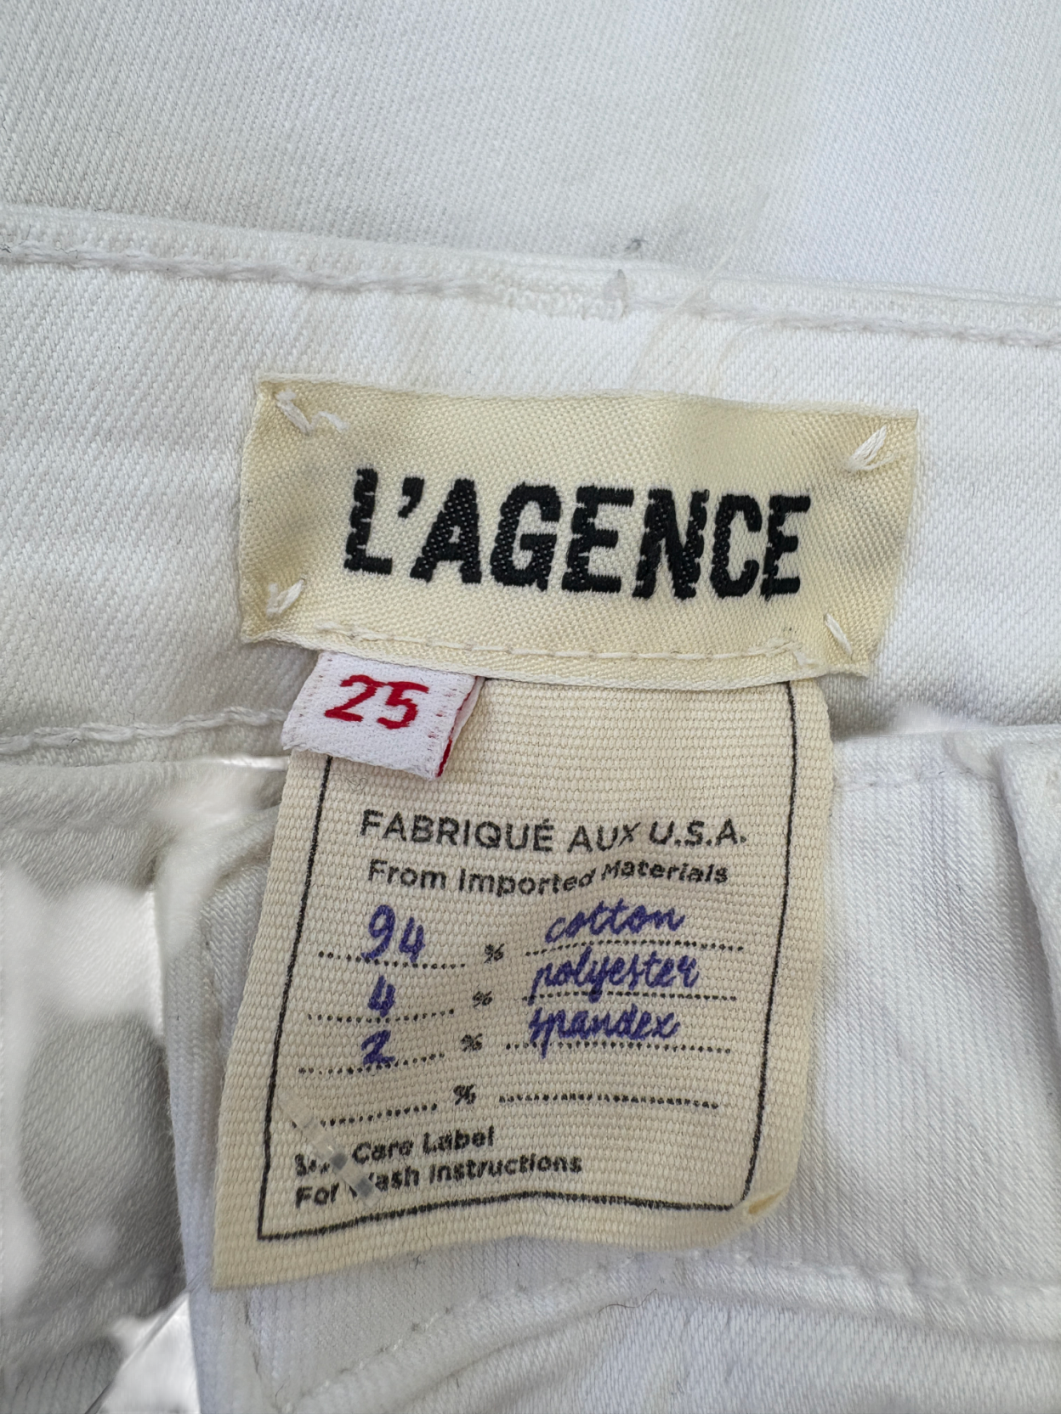 L'AGENCE
25
FABRIQUÉ AUX U.S.A.
From Imported Materials
94 % cotton
4 % polyester
2 % spandex
%
Care Label
For Wash Instructions